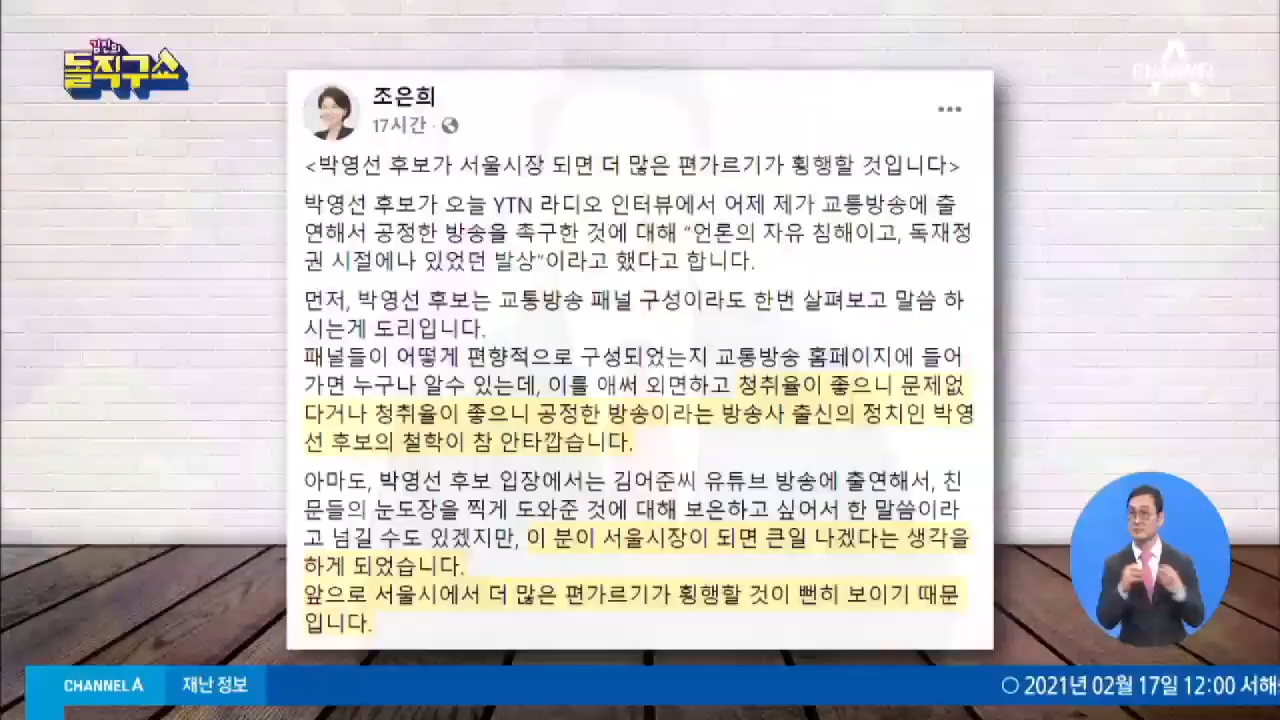 김진의
돌직구쇼
CHANNEL A
조은희
17시간 ·
<박영선 후보가 서울시장 되면 더 많은 편가르기가 횡행할 것입니다>
박영선 후보가 오늘 YTN 라디오 인터뷰에서 어제 제가 교통방송에 출
연해서 공정한 방송을 촉구한 것에 대해 “언론의 자유 침해이고, 독재정
권 시절에나 있었던 발상”이라고 했다고 합니다.
먼저, 박영선 후보는 교통방송 패널 구성이라도 한번 살펴보고 말씀 하
시는게 도리입니다.
패널들이 어떻게 편향적으로 구성되었는지 교통방송 홈페이지에 들어
가면 누구나 알수 있는데, 이를 애써 외면하고 청취율이 좋으니 문제없
다거나 청취율이 좋으니 공정한 방송이라는 방송사 출신의 정치인 박영
선 후보의 철학이 참 안타깝습니다.
아마도, 박영선 후보 입장에서는 김어준씨 유튜브 방송에 출연해서, 친
문들의 눈도장을 찍게 도와준 것에 대해 보은하고 싶어서 한 말씀이라
고 넘길 수도 있겠지만, 이 분이 서울시장이 되면 큰일 나겠다는 생각을
하게 되었습니다.
앞으로 서울시에서 더 많은 편가르기가 횡행할 것이 뻔히 보이기 때문
입니다.
CHANNEL A 재난 정보 ○ 2021년 02월 17일 12:00 서해